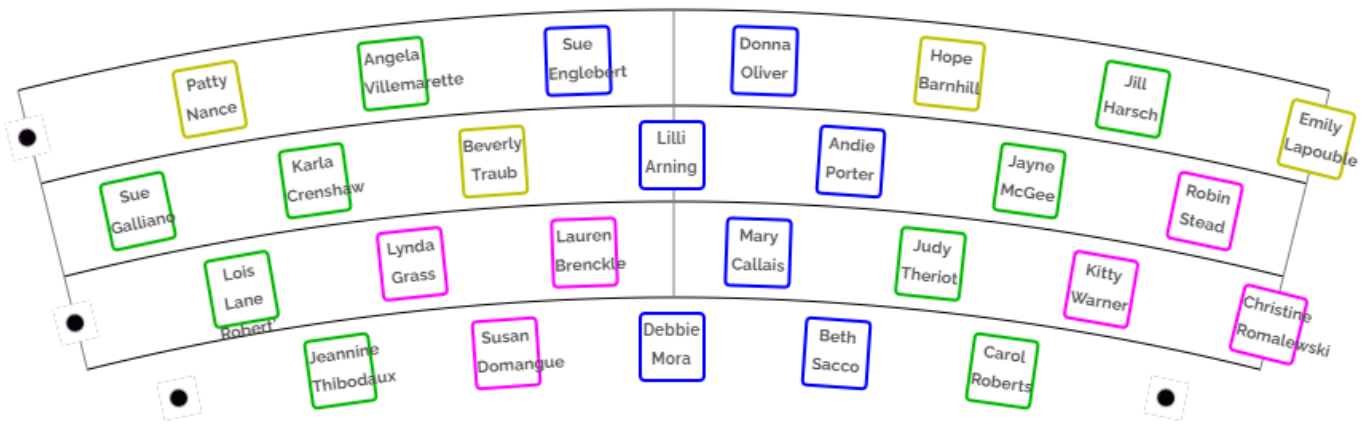 Patty
Nance
Angela
Villemarette
Sue
Englebert
Donna
Oliver
Hope
Barnhill
Jill
Harsch
Emily
Lapouble
Sue
Galliano
Karla
Crenshaw
Beverly
Traub
Lilli
Arning
Andie
Porter
Jayne
McGee
Robin
Stead
Lois
Lane
Robert'
Lynda
Grass
Lauren
Brenckle
Mary
Callais
Judy
Theriot
Kitty
Warner
Christine
Romalewski
Jeannine
Thibodaux
Susan
Domangue
Debbie
Mora
Beth
Sacco
Carol
Roberts